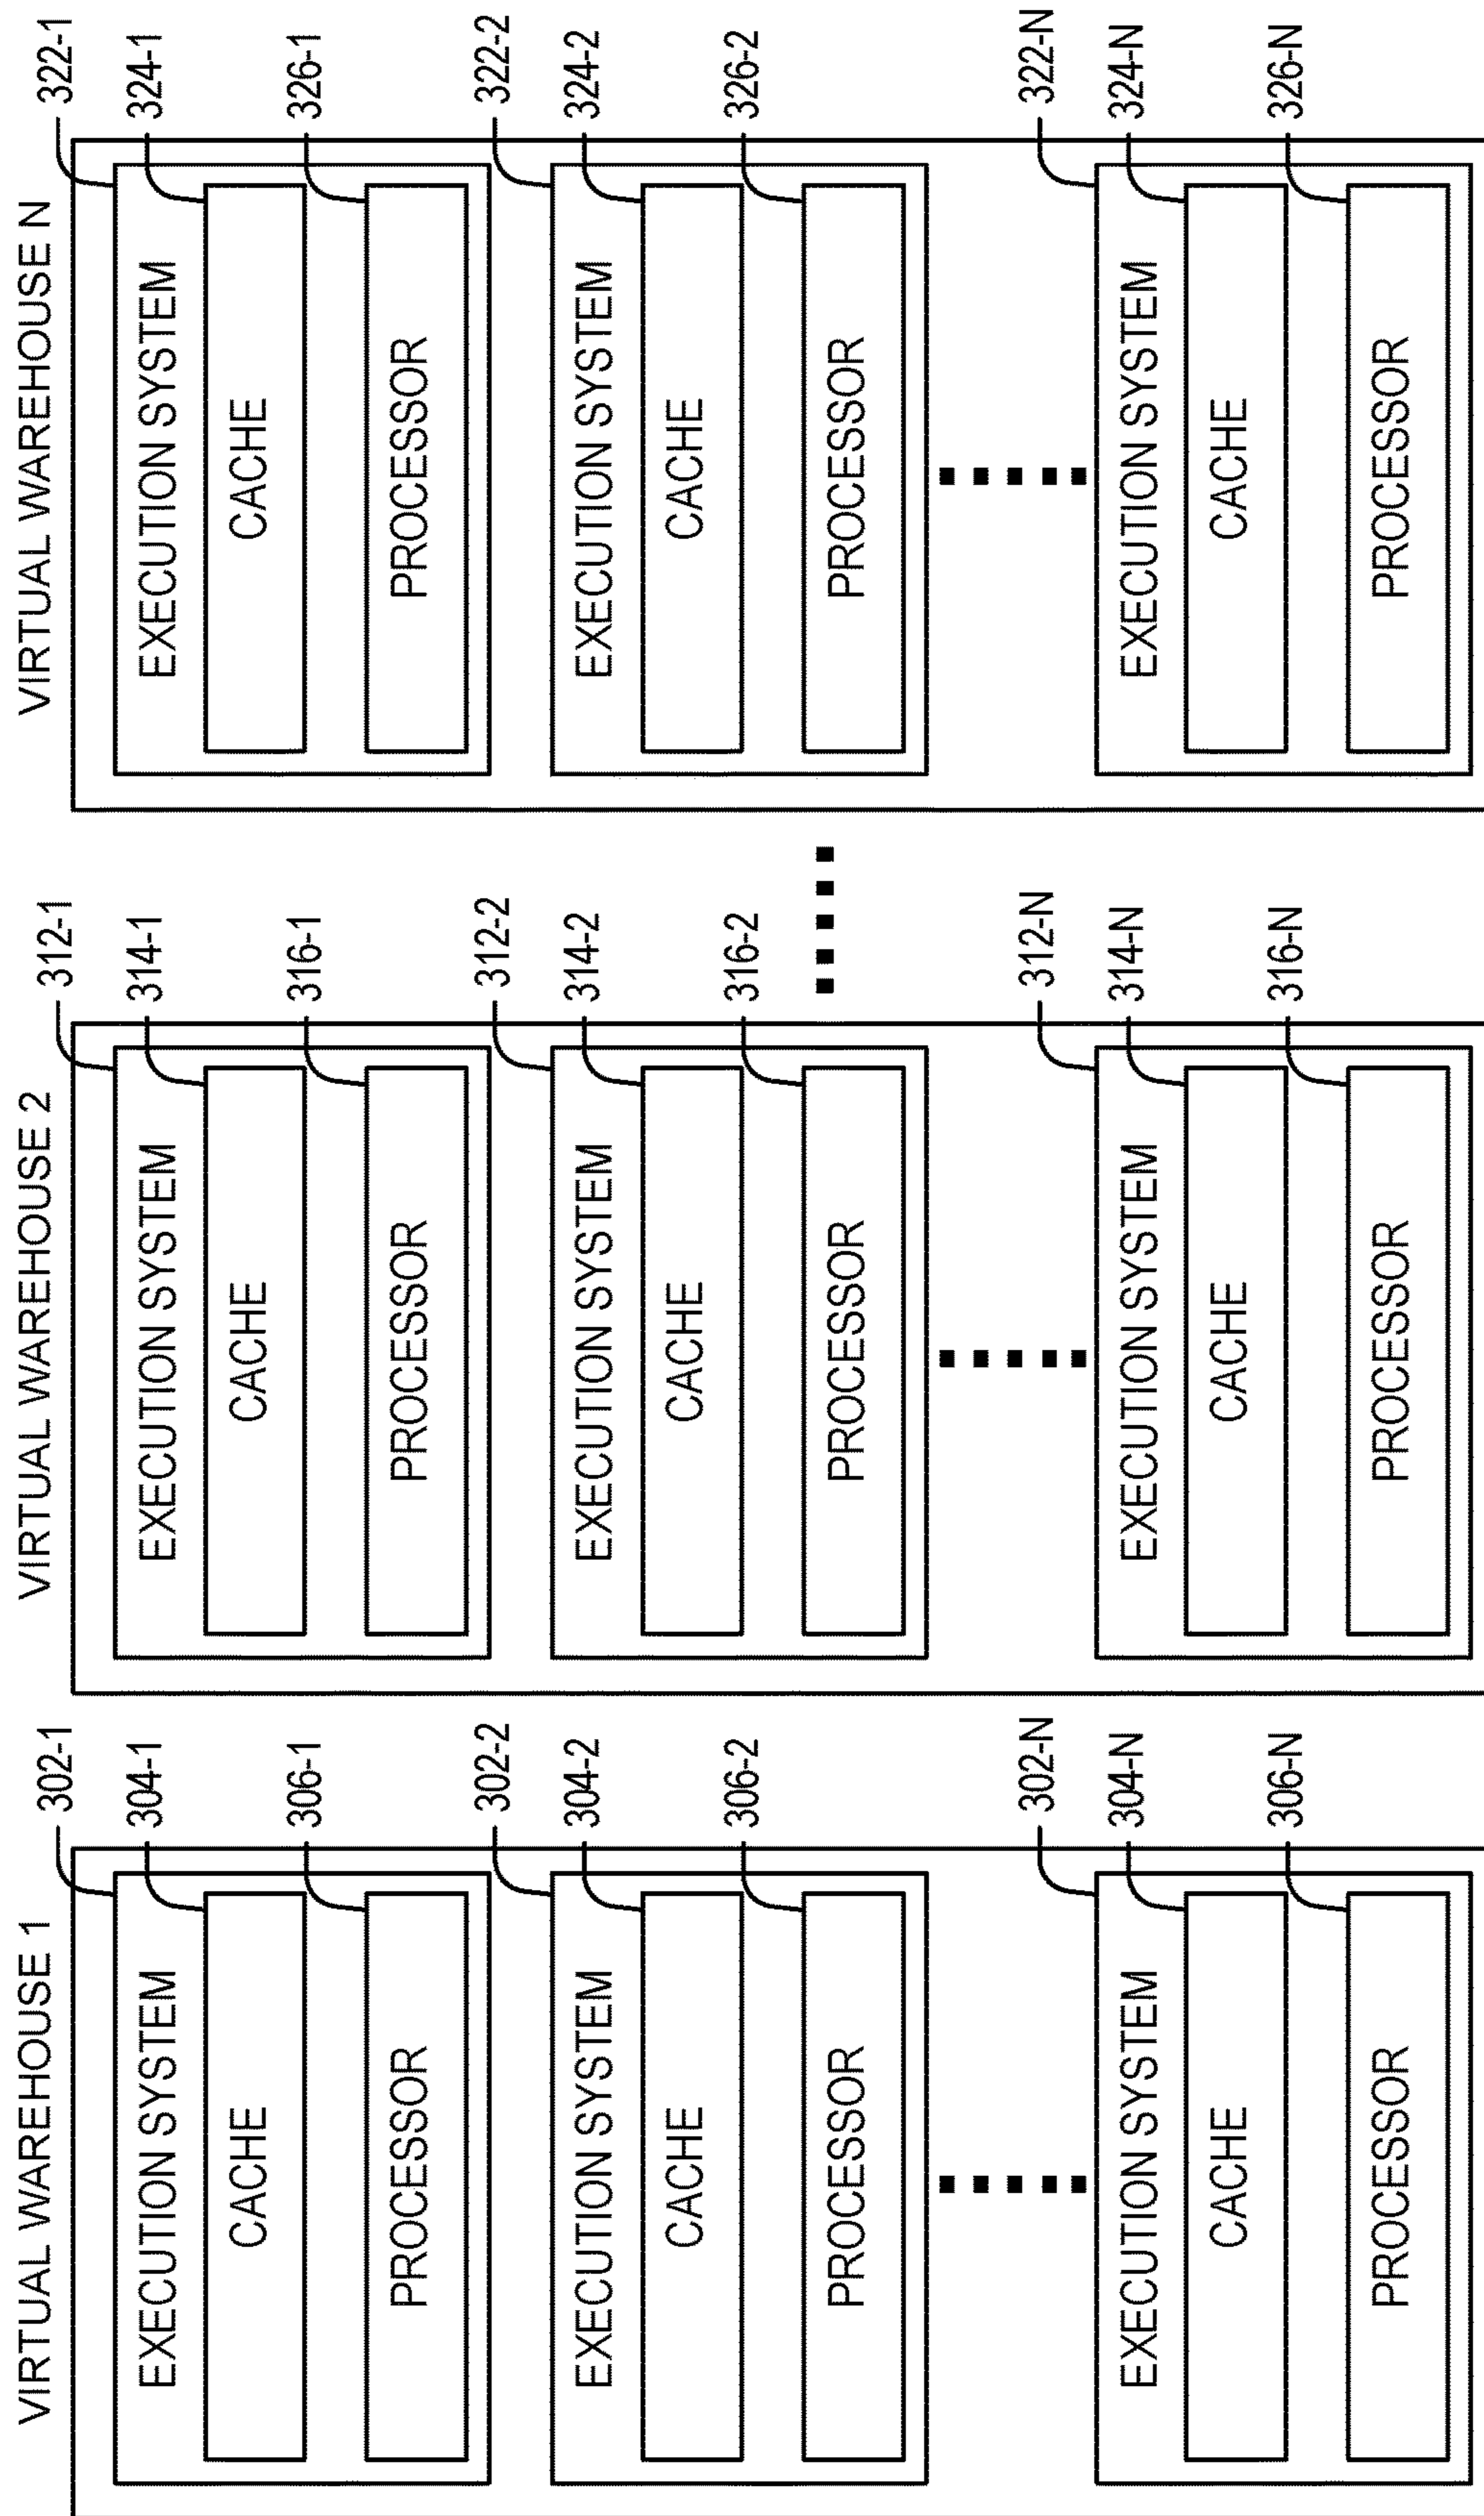 VIRTUAL WAREHOUSE 1
302-1
EXECUTION SYSTEM
304-1
CACHE
306-1
PROCESSOR
302-2
EXECUTION SYSTEM
304-2
CACHE
306-2
PROCESSOR
302-N
EXECUTION SYSTEM
304-N
CACHE
306-N
PROCESSOR
VIRTUAL WAREHOUSE 2
312-1
EXECUTION SYSTEM
314-1
CACHE
316-1
PROCESSOR
312-2
EXECUTION SYSTEM
314-2
CACHE
316-2
PROCESSOR
312-N
EXECUTION SYSTEM
314-N
CACHE
316-N
PROCESSOR
VIRTUAL WAREHOUSE N
322-1
EXECUTION SYSTEM
324-1
CACHE
326-1
PROCESSOR
322-2
EXECUTION SYSTEM
324-2
CACHE
326-2
PROCESSOR
322-N
EXECUTION SYSTEM
324-N
CACHE
326-N
PROCESSOR